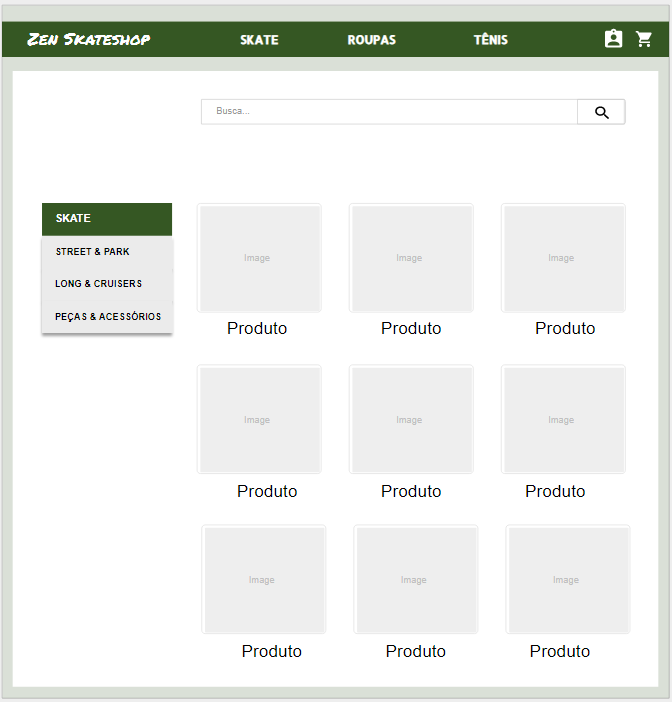 Zen Skateshop SKATE ROUPAS TÊNIS
Busca...
SKATE
STREET & PARK
LONG & CRUISERS
PEÇAS & ACESSÓRIOS
Image Image Image
Produto Produto Produto
Image Image Image
Produto Produto Produto
Image Image Image
Produto Produto Produto